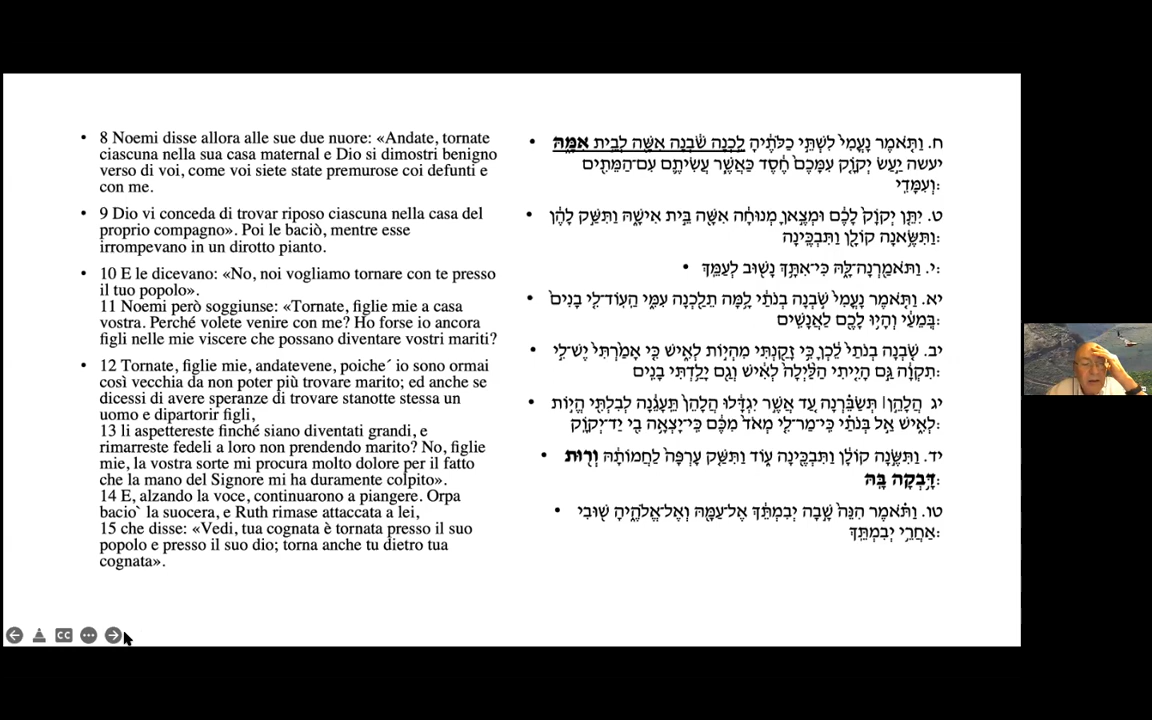 • 8 Noemi disse allora alle sue due nuore: «Andate, tornate
ciascuna nella sua casa maternal e Dio si dimostri benigno
verso di voi, come voi siete state premurose coi defunti e
con me.
• 9 Dio vi conceda di trovar riposo ciascuna nella casa del
proprio compagno». Poi le baciò, mentre esse
irrompevano in un dirotto pianto.
• 10 E le dicevano: «No, noi vogliamo tornare con te presso
il tuo popolo».
11 Noemi però soggiunse: «Tornate, figlie mie a casa
vostra. Perché volete venire con me? Ho forse io ancora
figli nelle mie viscere che possano diventare vostri mariti?
• 12 Tornate, figlie mie, andatevene, poiche´ io sono ormai
così vecchia da non poter più trovare marito; ed anche se
dicessi di avere speranze di trovare stanotte stessa un
uomo e dipartorir figli,
13 li aspettereste finché siano diventati grandi, e
rimarreste fedeli a loro non prendendo marito? No, figlie
mie, la vostra sorte mi procura molto dolore per il fatto
che la mano del Signore mi ha duramente colpito».
14 E, alzando la voce, continuarono a piangere. Orpa
bacio` la suocera, e Ruth rimase attaccata a lei,
15 che disse: «Vedi, tua cognata è tornata presso il suo
popolo e presso il suo dio; torna anche tu dietro tua
cognata».
• ח. וַתֹּ֤אמֶר נָעֳמִי֙ לִשְׁתֵּ֣י כַלֹּתֶ֔יהָ לֵ֣כְנָה שֹּׁ֔בְנָה אִשָּׁ֖ה לְבֵ֣ית אִמָּ֑הּ
יעשה יַ֣עַשׂ יְקֹוָ֤ק עִמָּכֶם֙ חֶ֔סֶד כַּאֲשֶׁ֧ר עֲשִׂיתֶ֛ם עִם־הַמֵּתִ֖ים
וְעִמָּדִֽי׃
• ט. יִתֵּ֤ן יְקֹוָק֙ לָכֶ֔ם וּמְצֶ֣אןָ מְנוּחָ֔ה אִשָּׁ֖ה בֵּ֣ית אִישָׁ֑הּ וַתִּשַּׁ֣ק לָהֶ֔ן
וַתִּשֶּׂ֥אנָה קוֹלָ֖ן וַתִּבְכֶּֽינָה׃
• י. וַתֹּאמַ֖רְנָה־לָּ֑הּ כִּי־אִתָּ֥ךְ נָשׁ֖וּב לְעַמֵּֽךְ׃
• יא. וַתֹּ֤אמֶר נָעֳמִי֙ שֹׁ֣בְנָה בְנֹתַ֔י לָ֥מָּה תֵלַ֖כְנָה עִמִּ֑י הַֽעֽוֹד־לִ֤י בָנִים֙
בְּֽמֵעַ֔י וְהָי֥וּ לָכֶ֖ם לַאֲנָשִֽׁים׃
• יב. שֹׁ֤בְנָה בְנֹתַי֙ לֵ֔כְןָ כִּ֥י זָקַ֖נְתִּי מִהְי֣וֹת לְאִ֑ישׁ כִּ֤י אָמַ֙רְתִּי֙ יֶשׁ־לִ֣י
תִקְוָ֔ה גַּ֣ם הָיִ֤יתִי הַלַּ֙יְלָה֙ לְאִ֔ישׁ וְגַ֖ם יָלַ֥דְתִּי בָנִֽים׃
• יג הֲלָהֵ֣ן׀ תְּשַׂבֵּ֗רְנָה עַ֚ד אֲשֶׁ֣ר יִגְדָּ֔לוּ הֲלָהֵן֙ תֵּֽעָגֵ֔נָה לְבִלְתִּ֖י הֱי֣וֹת
לְאִ֑ישׁ אַ֣ל בְּנֹתַ֗י כִּֽי־מַר־לִ֤י מְאֹד֙ מִכֶּ֔ם כִּֽי־יָצְאָ֥ה בִ֖י יַד־יְקֹוָֽק׃
• יד. וַתִּשֶּׂ֣נָה קוֹלָ֔ן וַתִּבְכֶּ֖ינָה ע֑וֹד וַתִּשַּׁ֤ק עָרְפָּה֙ לַחֲמוֹתָ֔הּ וְר֖וּת
דָּ֥בְקָה בָּֽהּ׃
• טו. וַתֹּ֗אמֶר הִנֵּה֙ שָׁ֣בָה יְבִמְתֵּ֔ךְ אֶל־עַמָּ֖הּ וְאֶל־אֱלֹהֶ֑יהָ שׁ֖וּבִי
אַחֲרֵ֥י יְבִמְתֵּֽךְ׃
CC